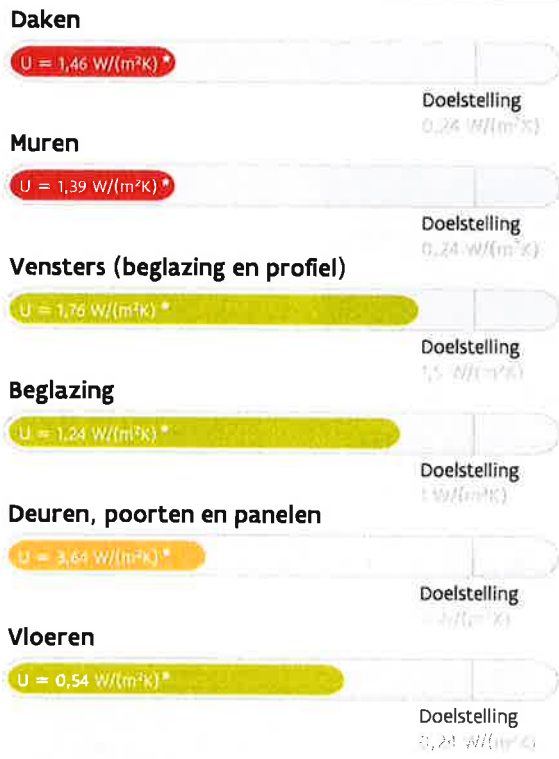 Daken
U = 1,46 W/(m²K) *
Doelstelling
0,24 W/(m²K)
Muren
U = 1,39 W/(m²K) *
Doelstelling
0,24 W/(m²K)
Vensters (beglazing en profiel)
U = 1,76 W/(m²K) *
Doelstelling
1,5 W/(m²K)
Beglazing
U = 1,24 W/(m²K) *
Doelstelling
1 W/(m²K)
Deuren, poorten en panelen
U = 3,64 W/(m²K) *
Doelstelling
W/(m²K)
Vloeren
U = 0,54 W/(m²K) *
Doelstelling
0,24 W/(m²K)